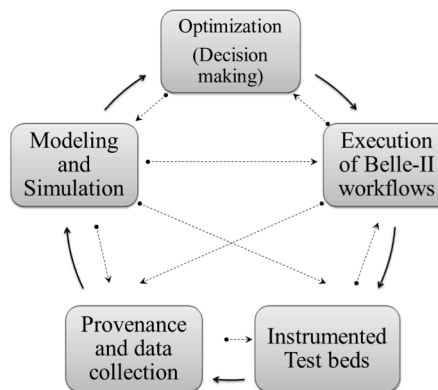 Optimization
(Decision
making)
Modeling
and
Simulation
Execution
of Belle-II
workflows
Provenance
and data
collection
Instrumented
Test beds